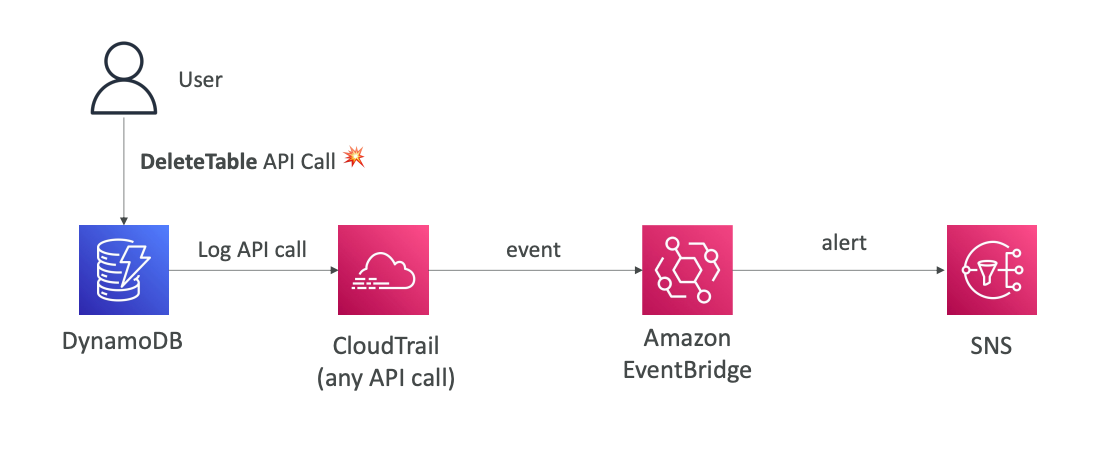 User
DeleteTable API Call
Log API call
event
alert
DynamoDB
CloudTrail
(any API call)
Amazon
EventBridge
SNS